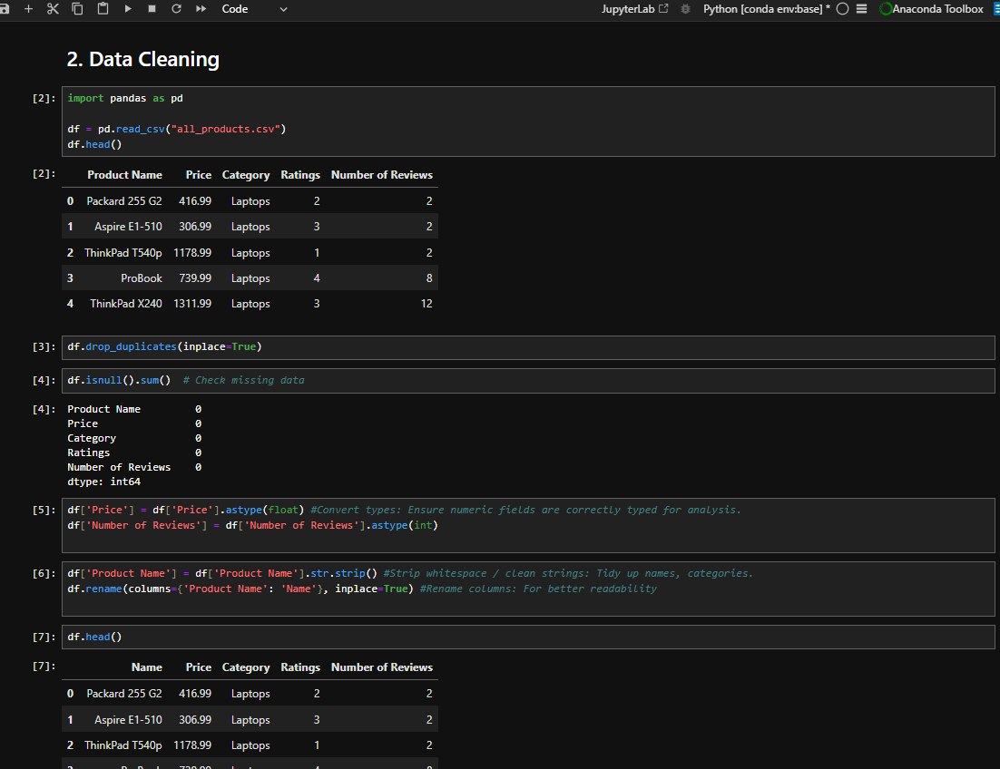 Code
JupyterLab
Python [conda env:base] *
Anaconda Toolbox
2. Data Cleaning
[2]:
import pandas as pd
df = pd.read_csv("all_products.csv")
df.head()
[2]:
Product Name Price Category Ratings Number of Reviews
0 Packard 255 G2 416.99 Laptops 2 2
1 Aspire E1-510 306.99 Laptops 3 2
2 ThinkPad T540p 1178.99 Laptops 1 2
3 ProBook 739.99 Laptops 4 8
4 ThinkPad X240 1311.99 Laptops 3 12
[3]:
df.drop_duplicates(inplace=True)
[4]:
df.isnull().sum()  # Check missing data
[4]:
Product Name 0
Price 0
Category 0
Ratings 0
Number of Reviews 0
dtype: int64
[5]:
df['Price'] = df['Price'].astype(float) #Convert types: Ensure numeric fields are correctly typed for analysis.
df['Number of Reviews'] = df['Number of Reviews'].astype(int)
[6]:
df['Product Name'] = df['Product Name'].str.strip() #Strip whitespace / clean strings: Tidy up names, categories.
df.rename(columns={'Product Name': 'Name'}, inplace=True) #Rename columns: For better readability
[7]:
df.head()
[7]:
Name Price Category Ratings Number of Reviews
0 Packard 255 G2 416.99 Laptops 2 2
1 Aspire E1-510 306.99 Laptops 3 2
2 ThinkPad T540p 1178.99 Laptops 1 2